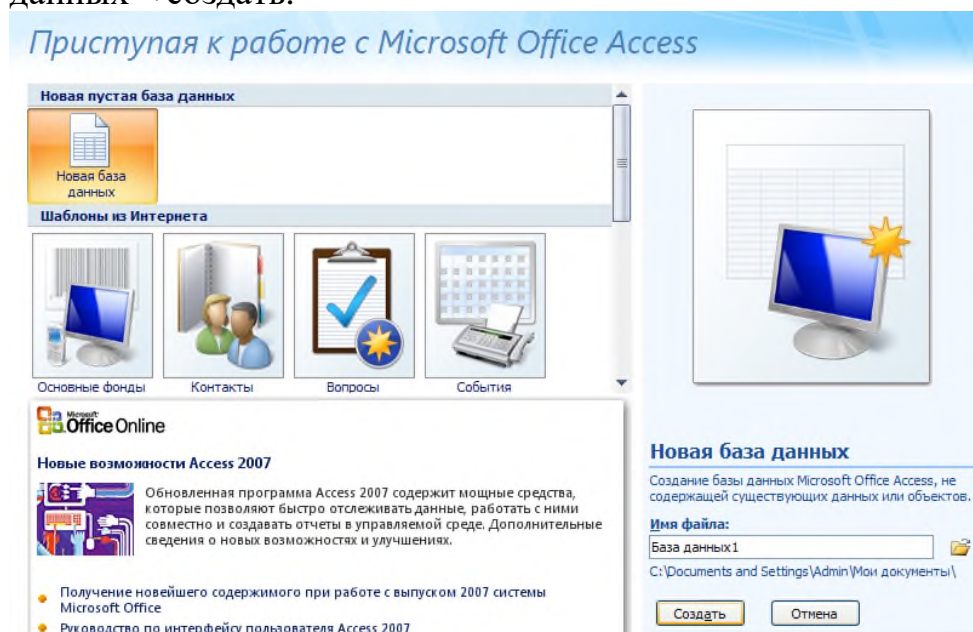 данных→создать.
Приступая к работе с Microsoft Office Access
Новая пустая база данных
Новая база
данных
Шаблоны из Интернета
Основные фонды
Контакты
Вопросы
События
Microsoft
Office Online
Новые возможности Access 2007
Обновленная программа Access 2007 содержит мощные средства,
которые позволяют быстро отслеживать данные, работать с ними
совместно и создавать отчеты в управляемой среде. Дополнительные
сведения о новых возможностях и улучшениях.
Получение новейшего содержимого при работе с выпуском 2007 системы
Microsoft Office
Руководство по интерфейсу пользователя Access 2007
Новая база данных
Создание базы данных Microsoft Office Access, не
содержащей существующих данных или объектов.
Имя файла:
База данных1
C:\Documents and Settings\Admin\Мои документы\
Создать
Отмена